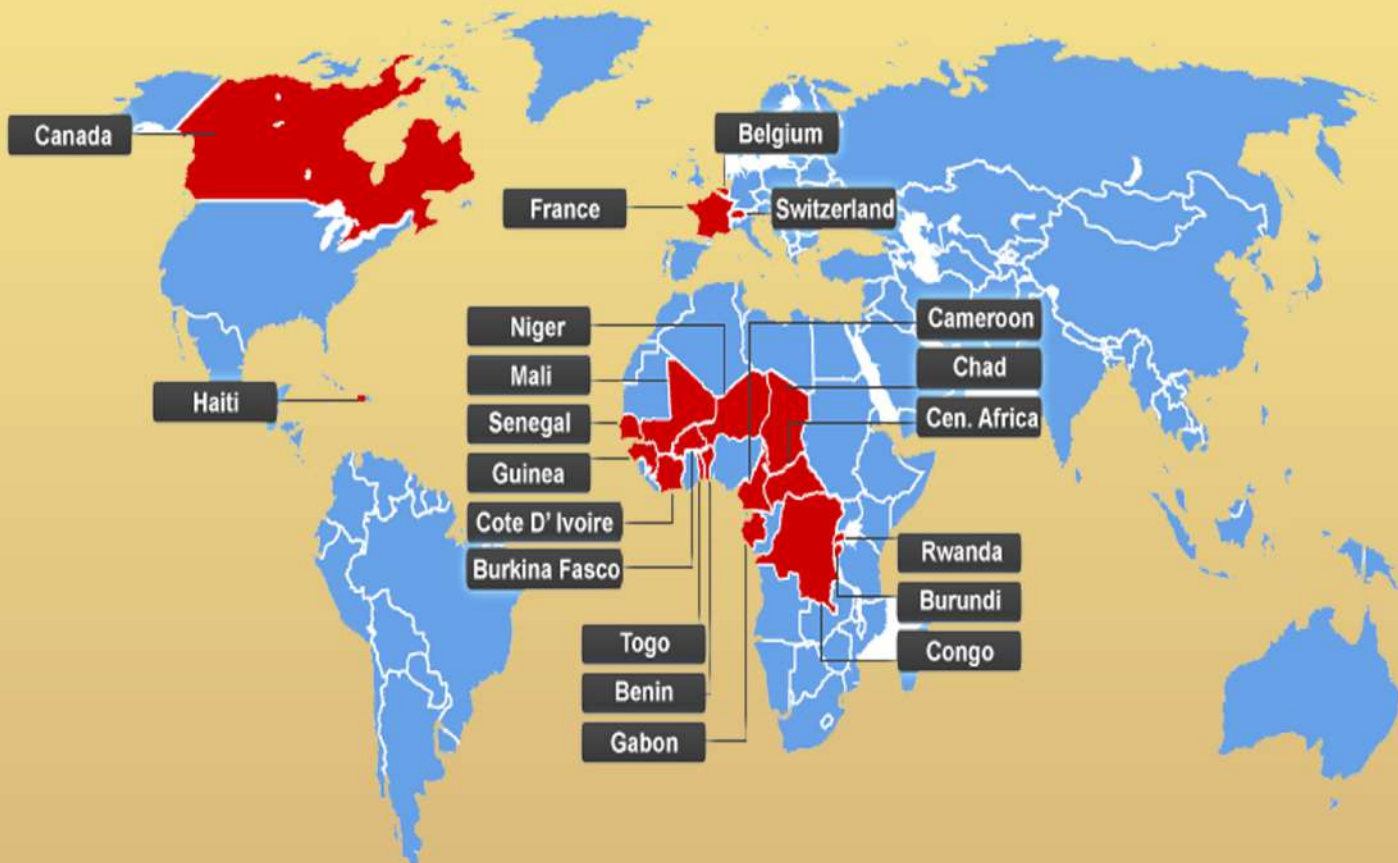 Canada
Belgium
France
Switzerland
Haiti
Niger
Mali
Senegal
Guinea
Cote D' Ivoire
Burkina Fasco
Togo
Benin
Gabon
Cameroon
Chad
Cen. Africa
Rwanda
Burundi
Congo